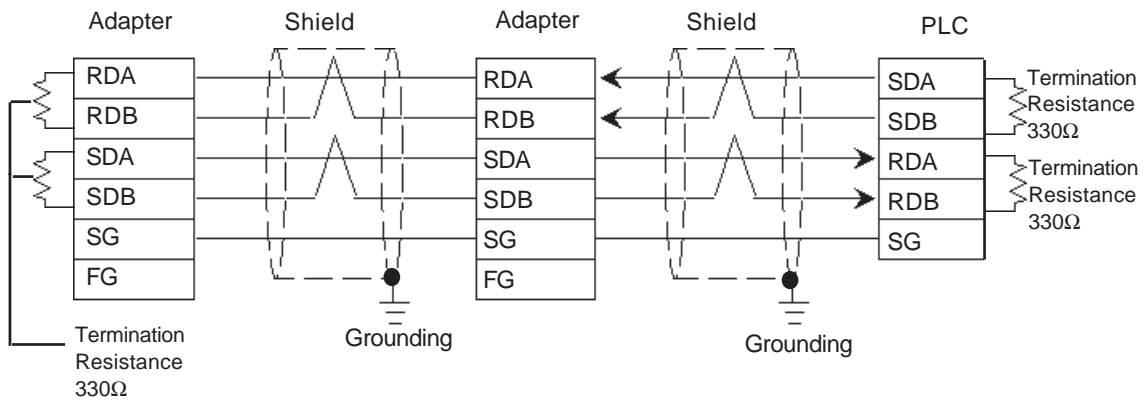 Adapter
Shield
Adapter
Shield
PLC
RDA
RDB
SDA
SDB
SG
FG
RDA
RDB
SDA
SDB
SG
FG
SDA
SDB
RDA
RDB
SG
Termination
Resistance
330Ω
Termination
Resistance
330Ω
Termination
Resistance
330Ω
Grounding
Grounding